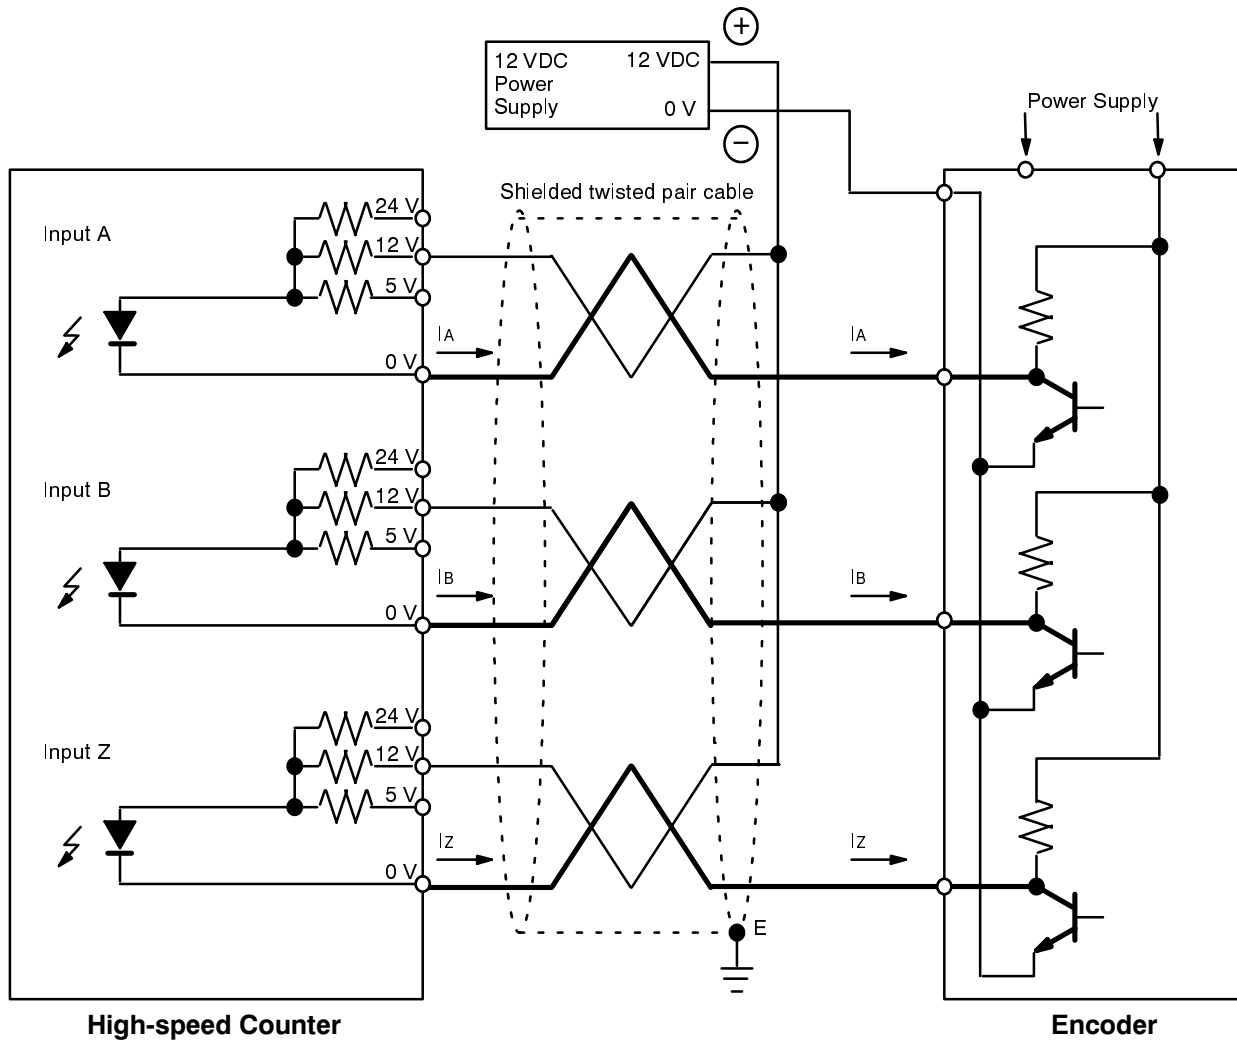 +
12 VDC 12 VDC
Power
Supply 0 V
−
Power Supply
Shielded twisted pair cable
Input A
24 V
12 V
5 V
0 V
IA
IA
Input B
24 V
12 V
5 V
0 V
IB
IB
Input Z
24 V
12 V
5 V
0 V
IZ
IZ
E
High-speed Counter
Encoder